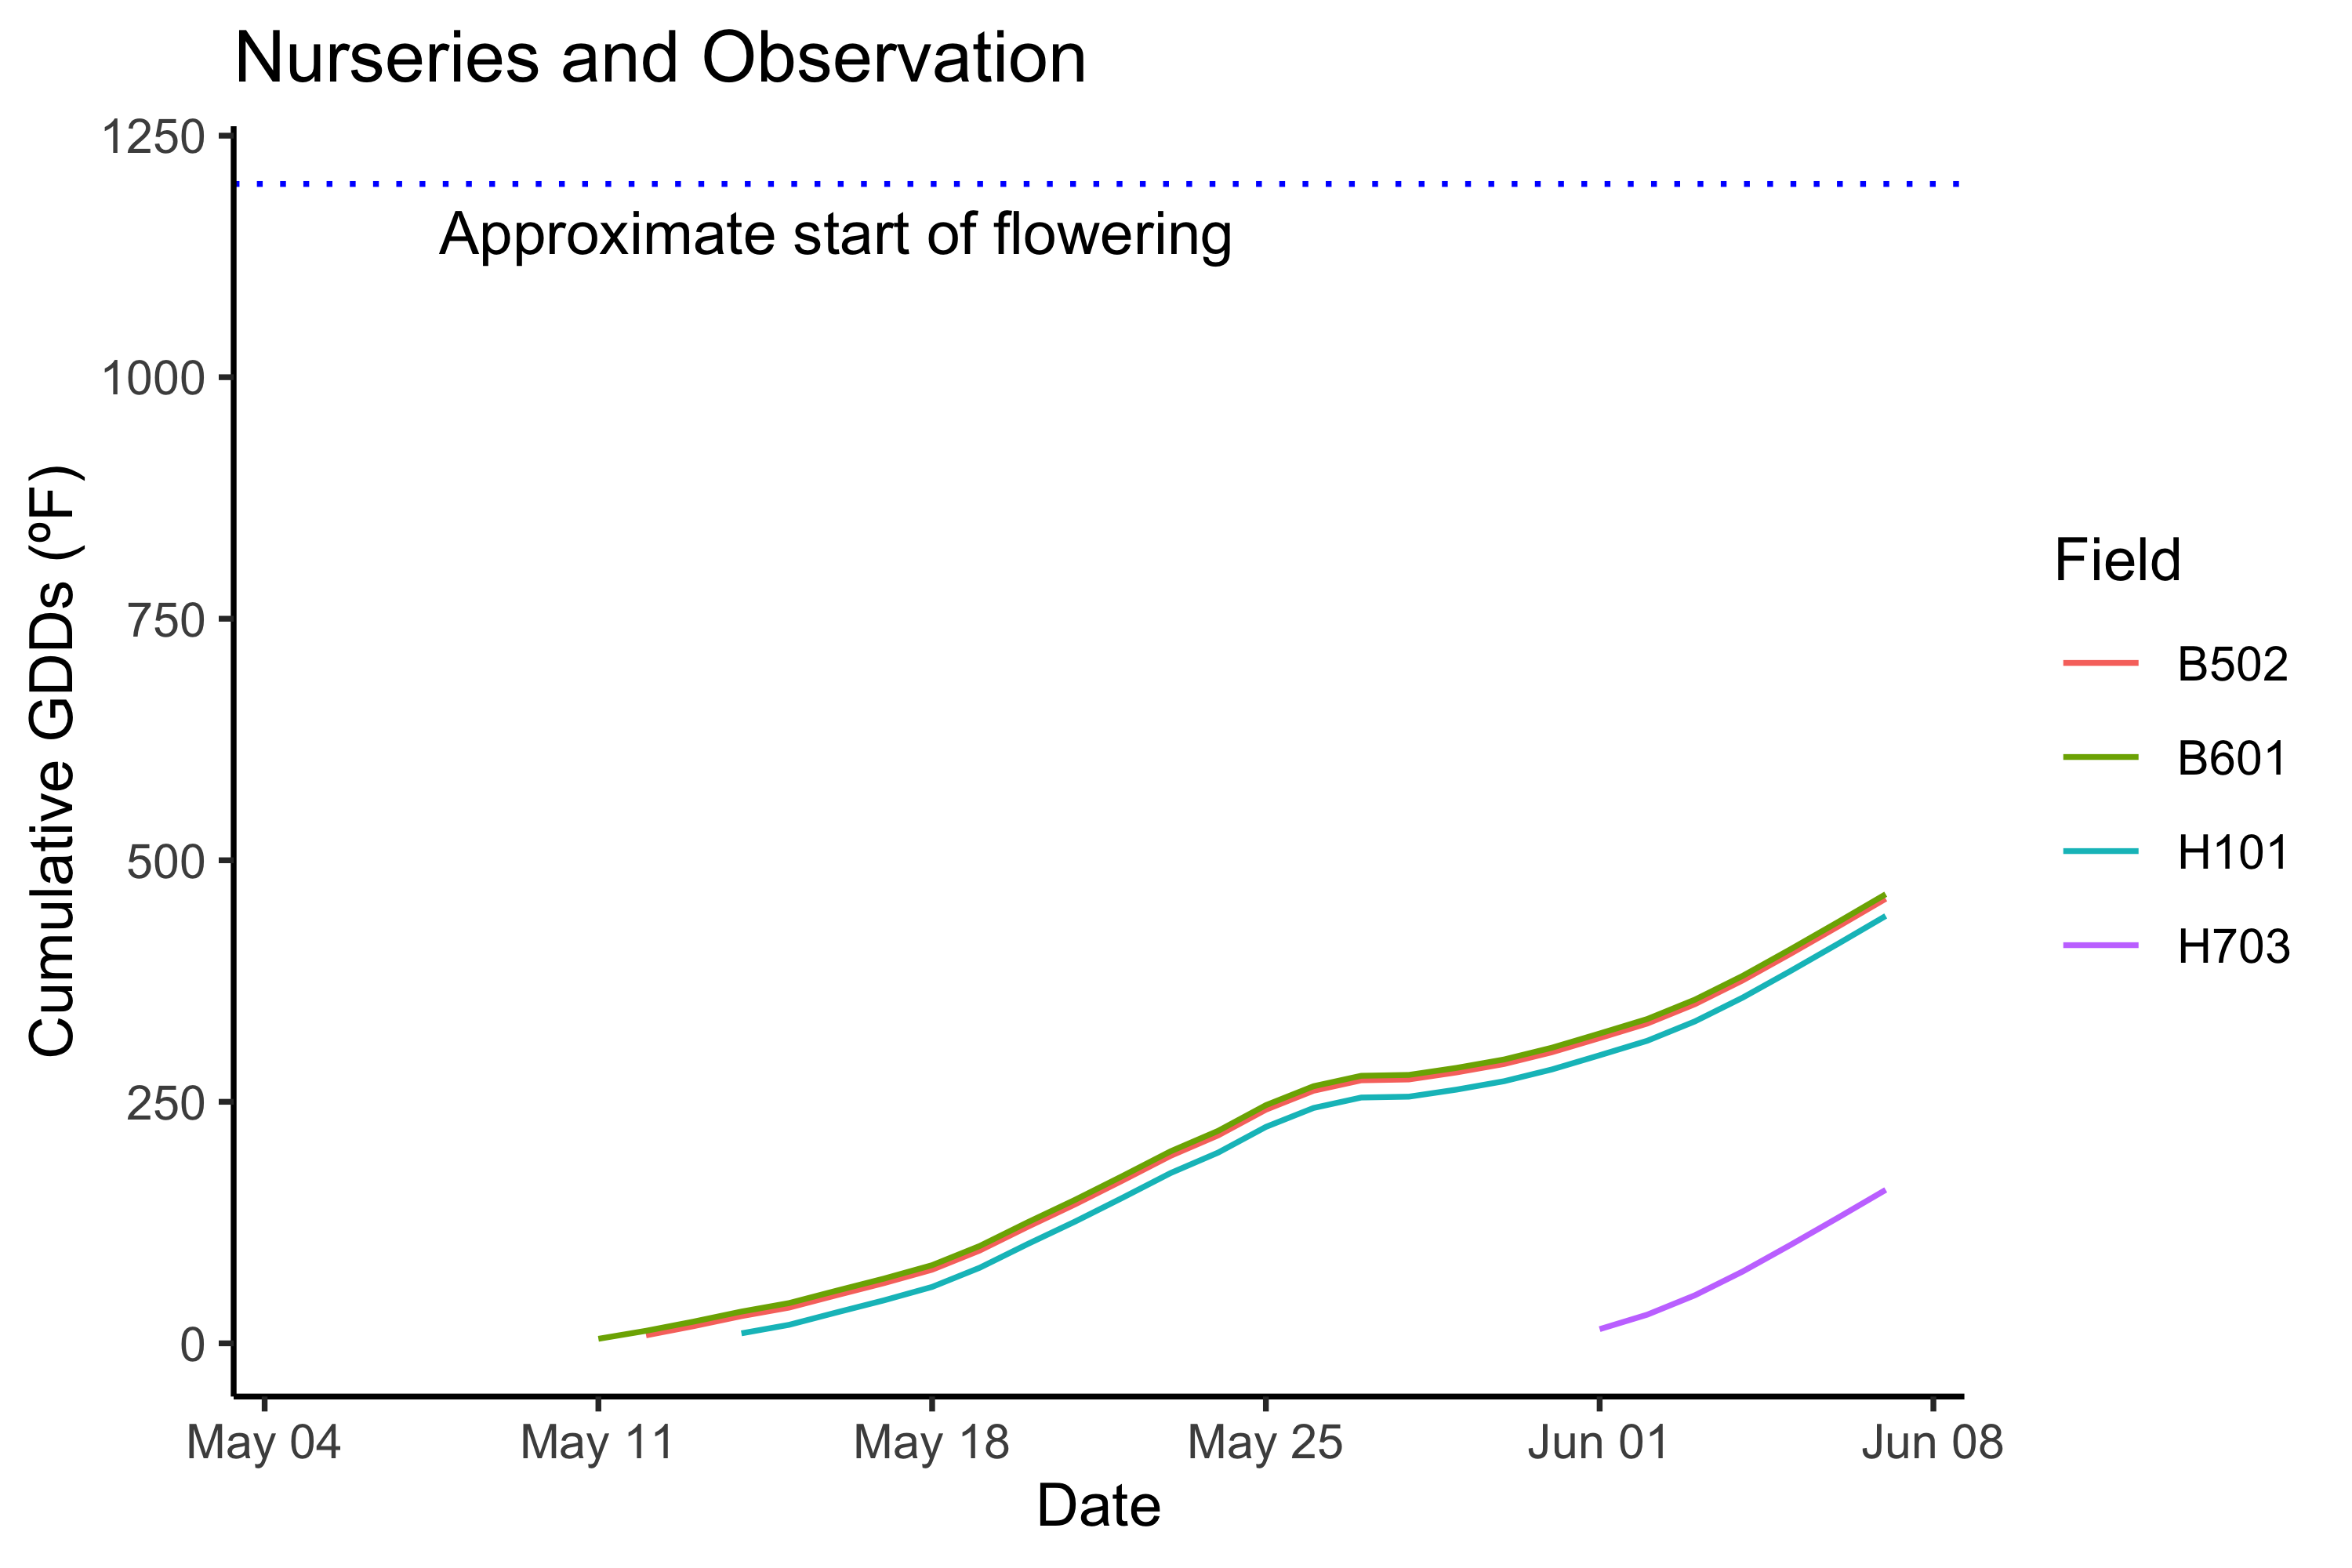 Nurseries and Observation
1250
Approximate start of flowering
1000
750
500
250
0
Cumulative GDDs (ºF)
May 04
May 11
May 18
May 25
Jun 01
Jun 08
Date
Field
B502
B601
H101
H703